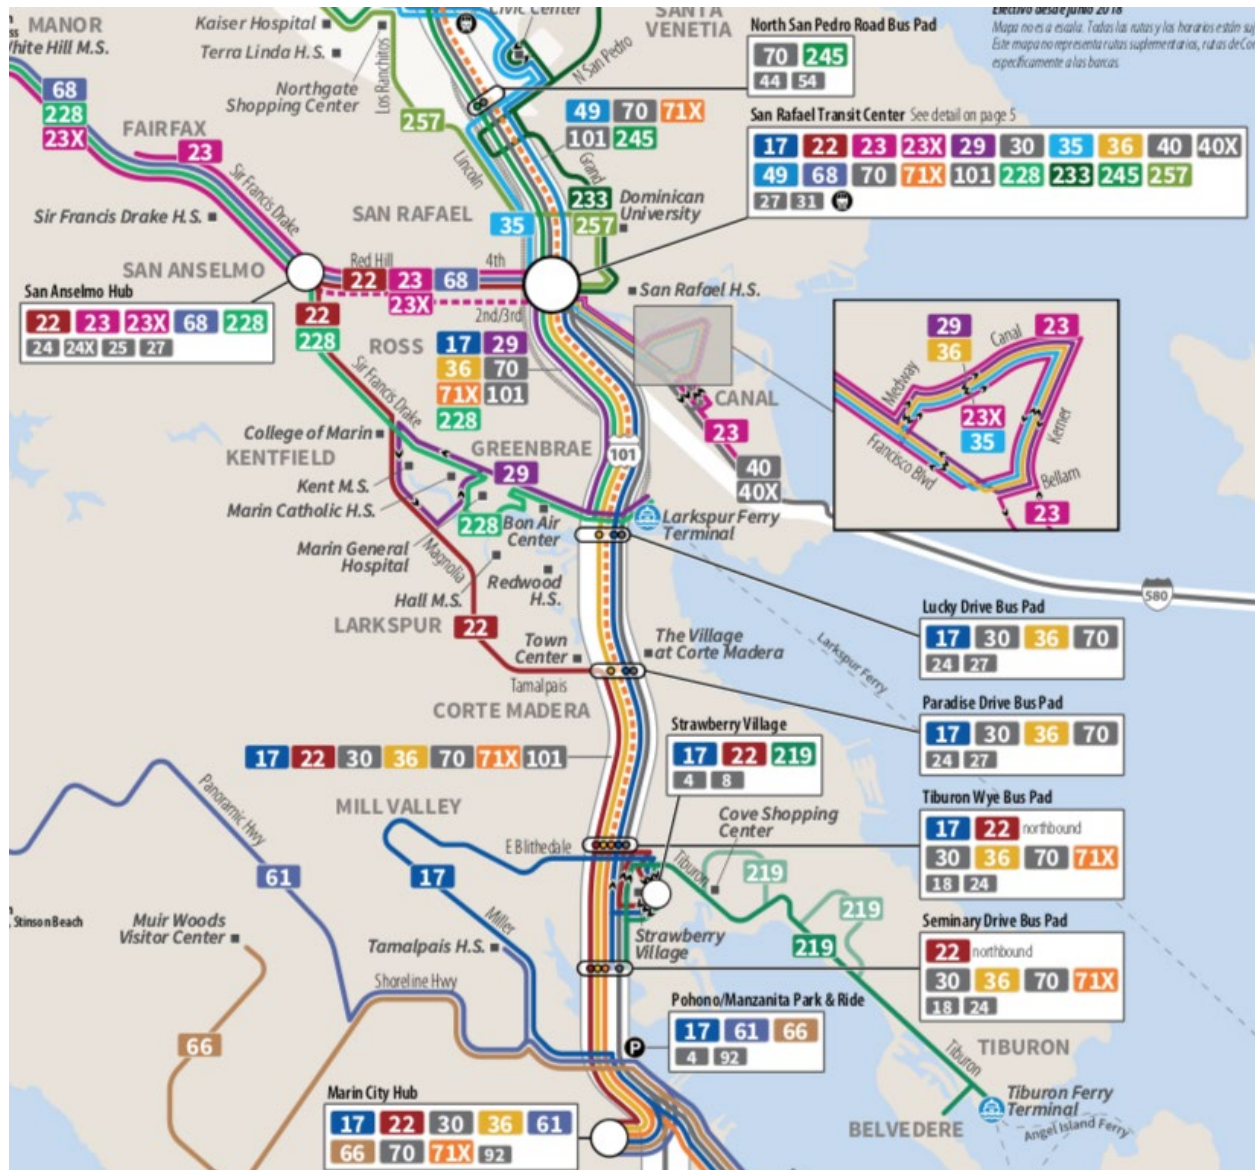 MANOR
White Hill M.S.
Kaiser Hospital
Terra Linda H.S.
Northgate
Shopping Center
Los Ranchitos
Civic Center
SANTA
VENETIA
N San Pedro
North San Pedro Road Bus Pad
70 245
44 54
Efectivo desde junio 2018
Mapa no es a escala. Todas las rutas y los horarios están
Este mapa no representa rutas suplementarios, rutas de
específicamente a las barcas.
68
228
23X
FAIRFAX
23
Sir Francis Drake
Sir Francis Drake H.S.
257
Lincoln
49 70 71X
101 245
Grand
233
Dominican
University
SAN RAFAEL
35
257
San Rafael Transit Center See detail on page 5
17 22 23 23X 29 30 35 36 40 40X
49 68 70 71X 101 228 233 245 257
27 31
SAN ANSELMO
Red Hill
4th
22 23 68
23X
2nd/3rd
San Rafael H.S.
San Anselmo Hub
22 23 23X 68 228
24 24X 25 27
22
228
ROSS
17 29
36 70
71X 101
228
Sir Francis Drake
CANAL
23
40
40X
29
36
Canal
23
Medway
23X
35
Kerner
Francisco Blvd
Bellam
23
College of Marin
KENTFIELD
Kent M.S.
Marin Catholic H.S.
GREENBRAE
29
101
228
Bon Air
Center
Larkspur Ferry
Terminal
Marin General
Hospital
Magnolia
Hall M.S.
Redwood
H.S.
580
LARKSPUR
22
Town
Center
Tamalpais
The Village
at Corte Madera
Larkspur Ferry
Lucky Drive Bus Pad
17 30 36 70
24 27
CORTE MADERA
Paradise Drive Bus Pad
17 30 36 70
24 27
17 22 30 36 70 71X 101
Strawberry Village
17 22 219
4 8
Tiburon Wye Bus Pad
17 22 northbound
30 36 70 71X
18 24
Panoramic Hwy
MILL VALLEY
E Blithedale
Cove Shopping
Center
Tiburon
219
219
219
61
17
Miller
Stinson Beach
Muir Woods
Visitor Center
Tamalpais H.S.
Strawberry
Village
Seminary Drive Bus Pad
22 northbound
30 36 70 71X
18 24
Shoreline Hwy
Pohono/Manzanita Park & Ride
17 61 66
4 92
P
66
TIBURON
Tiburon
Tiburon Ferry
Terminal
Angel Island Ferry
BELVEDERE
Marin City Hub
17 22 30 36 61
66 70 71X 92